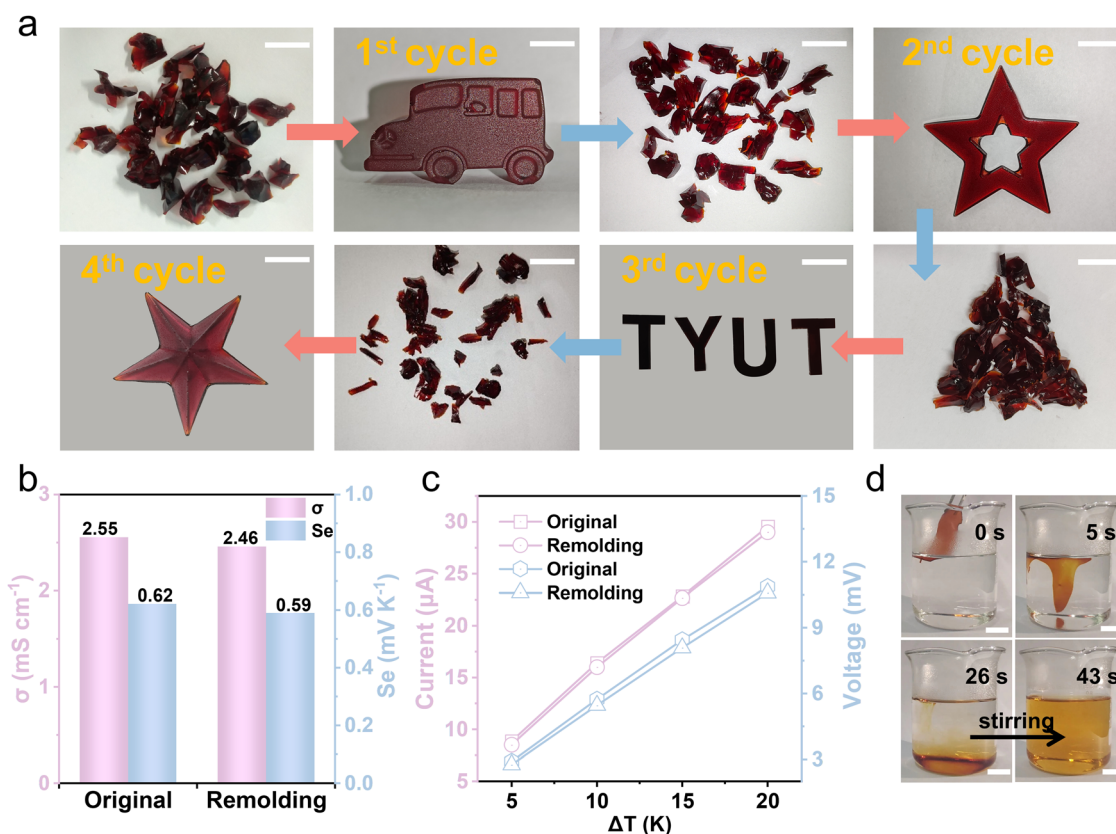 a
1st cycle
2nd cycle
4th cycle
3rd cycle
TYUT
b
3
2
1
0
σ (mS cm-1)
2.55
0.62
2.46
0.59
σ
Se
1.0
0.8
0.6
0.4
0.2
0.0
Se (mV K-1)
Original
Remolding
c
30
25
20
15
10
5
Current (μA)
Original
Remolding
Original
Remolding
15
12
9
6
3
Voltage (mV)
5
10
15
20
ΔT (K)
d
0 s
5 s
26 s
43 s
stirring